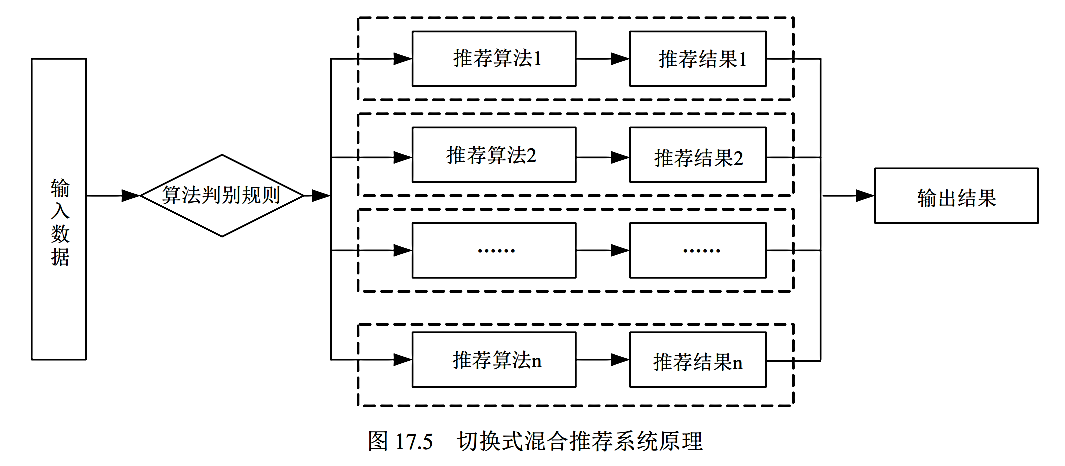 输入数据
算法判别规则
推荐算法1
推荐结果1
推荐算法2
推荐结果2
……
……
推荐算法n
推荐结果n
输出结果
图 17.5 切换式混合推荐系统原理